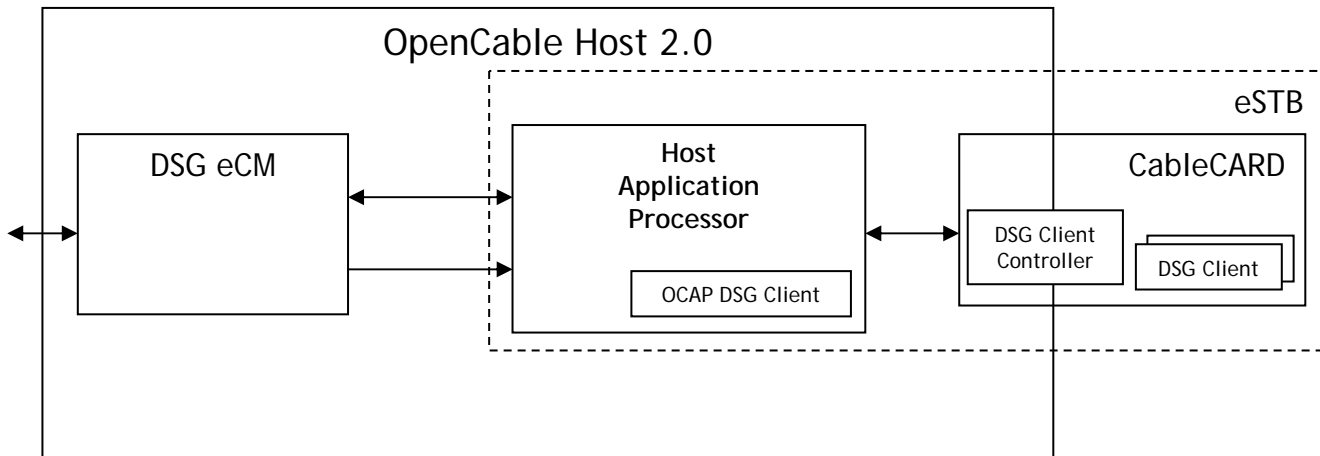 OpenCable Host 2.0
eSTB
DSG eCM
Host
Application
Processor
OCAP DSG Client
CableCARD
DSG Client
Controller
DSG Client